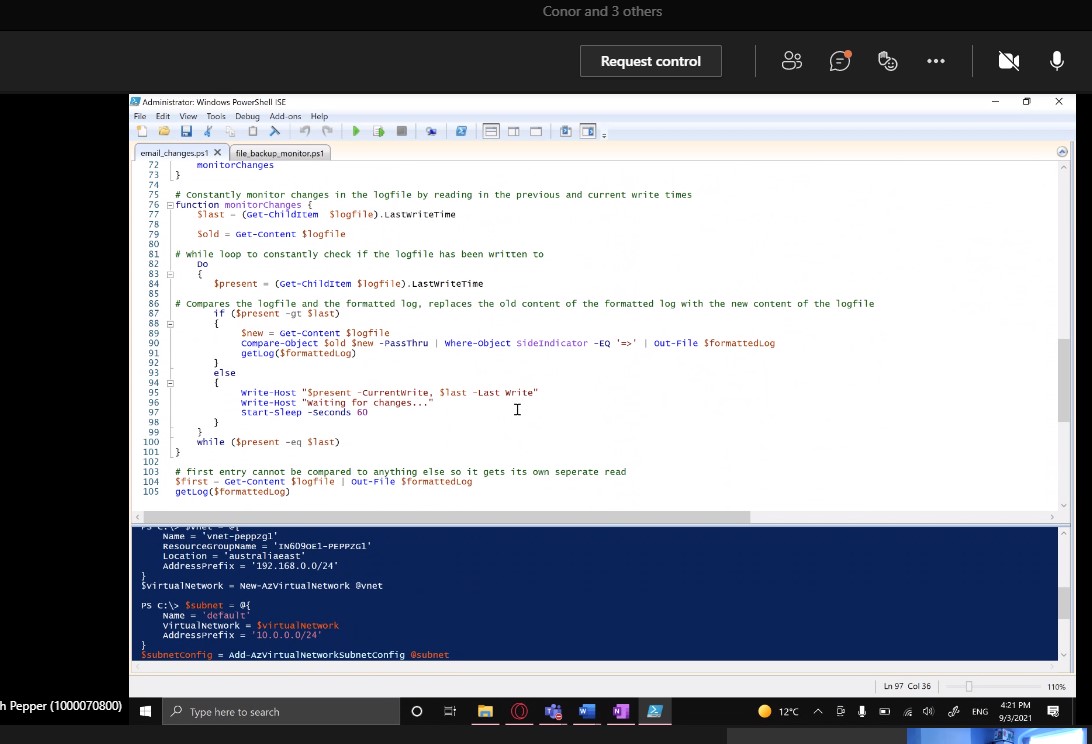 Conor and 3 others
Request control
Administrator: Windows PowerShell ISE
File Edit View Tools Debug Add-ons Help
email_changes.ps1 file_backup_monitor.ps1
72 monitorChanges
73 }
74
75 # Constantly monitor changes in the logfile by reading in the previous and current write times
76 function monitorChanges {
77 $last = (Get-ChildItem $logfile).LastWriteTime
78
79 $old = Get-Content $logfile
80
81 # while loop to constantly check if the logfile has been written to
82 Do
83 {
84 $present = (Get-ChildItem $logfile).LastWriteTime
85
86 # Compares the logfile and the formatted log, replaces the old content of the formatted log with the new content of the logfile
87 if ($present -gt $last)
88 {
89 $new = Get-Content $logfile
90 Compare-Object $old $new -PassThru | Where-Object SideIndicator -EQ '=>' | Out-File $formattedLog
91 getLog($formattedLog)
92 }
93 else
94 {
95 Write-Host "$present -CurrentWrite, $last -Last Write"
96 Write-Host "Waiting for changes..."
97 Start-Sleep -Seconds 60
98 }
99 }
100 while ($present -eq $last)
101 }
102
103 # first entry cannot be compared to anything else so it gets its own seperate read
104 $first = Get-Content $logfile | Out-File $formattedLog
105 getLog($formattedLog)
PS C:\> $vnet = @{
Name = 'vnet-peppzg1'
ResourceGroupName = 'IN609OE1-PEPPZG1'
Location = 'australiaeast'
AddressPrefix = '192.168.0.0/24'
}
$virtualNetwork = New-AzVirtualNetwork @vnet
PS C:\> $subnet = @{
Name = 'default'
VirtualNetwork = $virtualNetwork
AddressPrefix = '10.0.0.0/24'
}
$subnetConfig = Add-AzVirtualNetworkSubnetConfig @subnet
Ln 97 Col 36 110%
h Pepper (1000070800)
Type here to search
12°C
ENG
4:21 PM
9/3/2021